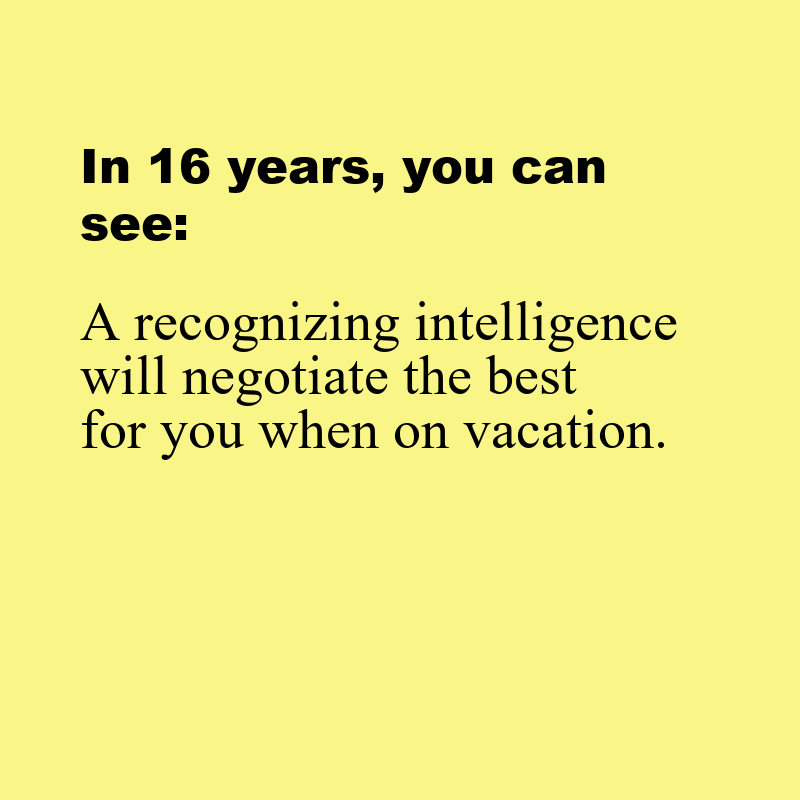 In 16 years, you can
see:
A recognizing intelligence
will negotiate the best
for you when on vacation.